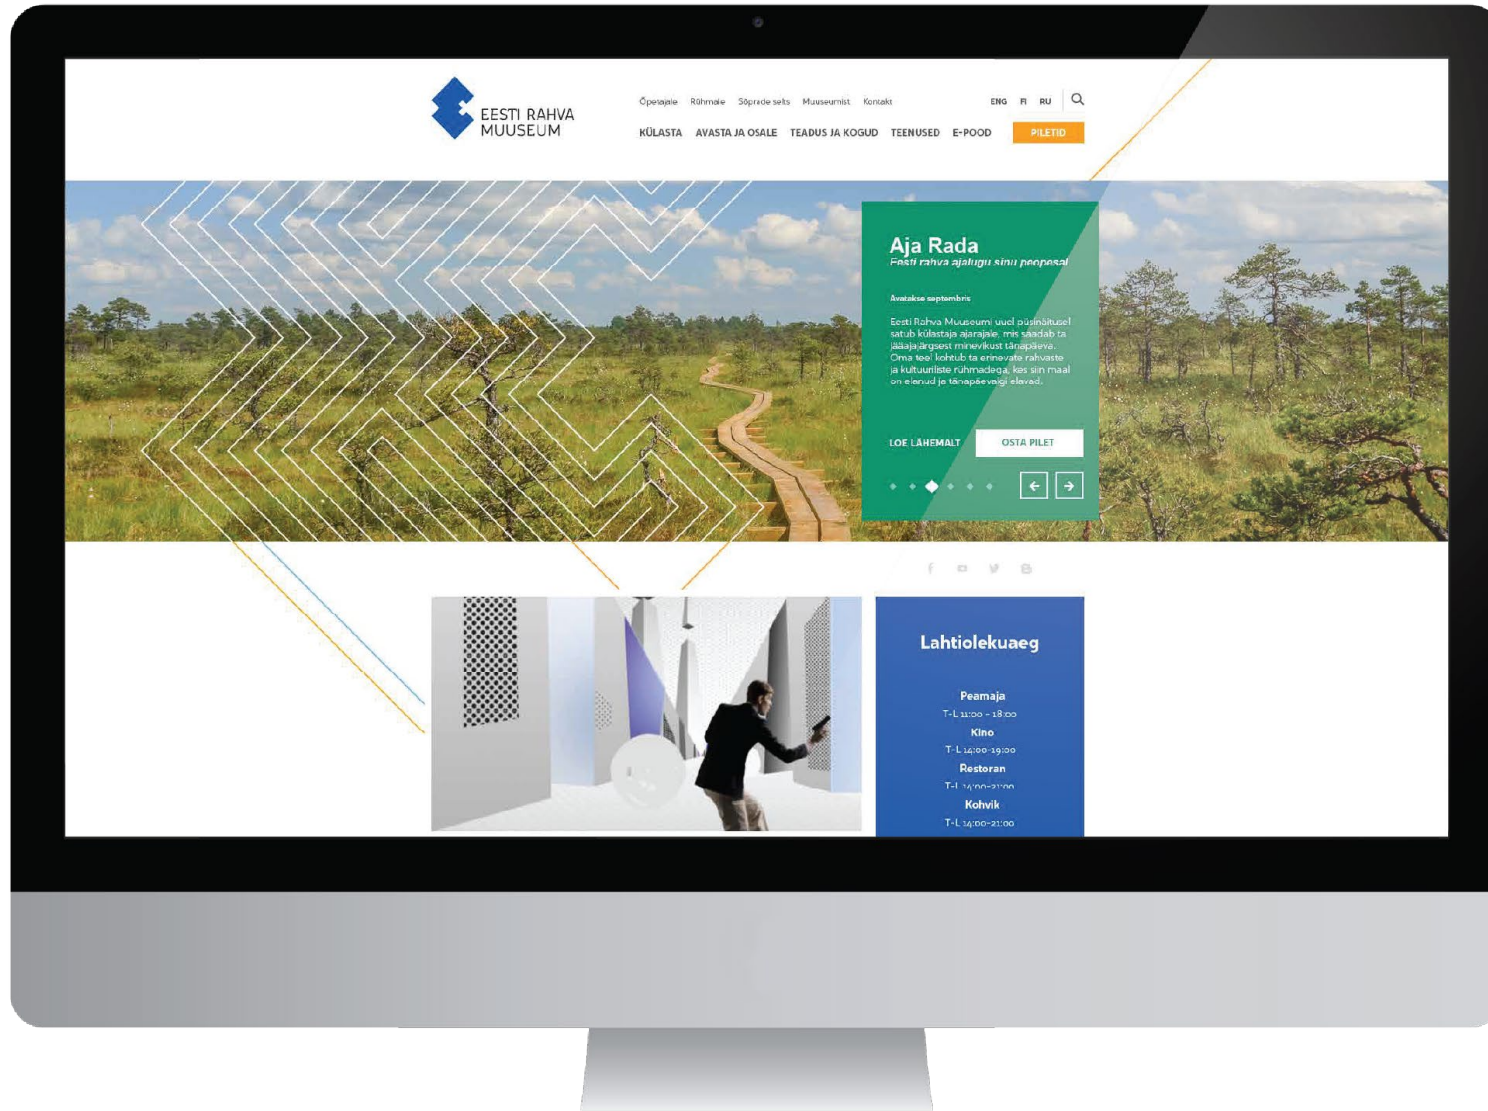 EESTI RAHVA
MUUSEUM
Õpetajale Rühmale Sõprade selts Muuseumist Kontakt
ENG FI RU
KÜLASTA AVASTA JA OSALE TEADUS JA KOGUD TEENUSED E-POOD PILETID
Aja Rada
Eesti rahva ajalugu sinu peopesal
Avatakse septembris
Eesti Rahva Muuseumi uuel püsinäitusel
satub külastaja ajarajale, mis saadab ta
jääajajärgsest minevikust tänapäeva.
Oma teel kohtub ta erinevate rahvaste
ja kultuuriliste rühmadega, kes siin maal
on elanud ja tänapäevalgi elavad.
LOE LÄHEMALT OSTA PILET
Lahtiolekuaeg
Peamaja
T-L 11:00 - 18:00
Kino
T-L 14:00-19:00
Restoran
T-L 14:00-21:00
Kohvik
T-L 14:00-21:00